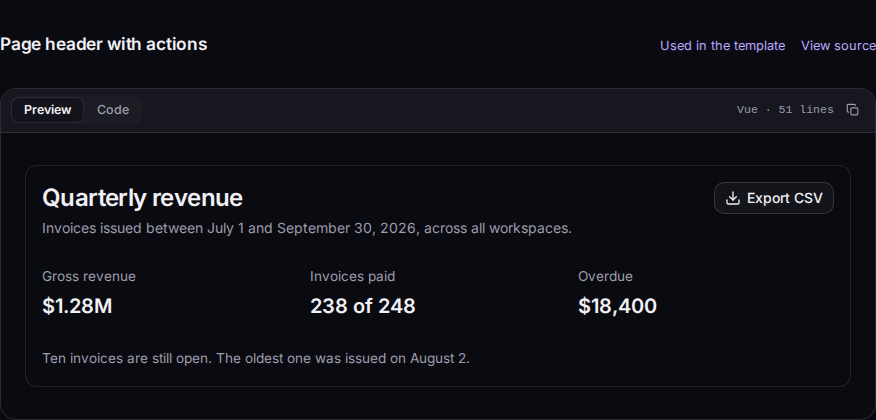 Page header with actions
Used in the template View source
Preview Code
Vue · 51 lines
Quarterly revenue
Export CSV
Invoices issued between July 1 and September 30, 2026, across all workspaces.
Gross revenue Invoices paid Overdue
$1.28M 238 of 248 $18,400
Ten invoices are still open. The oldest one was issued on August 2.